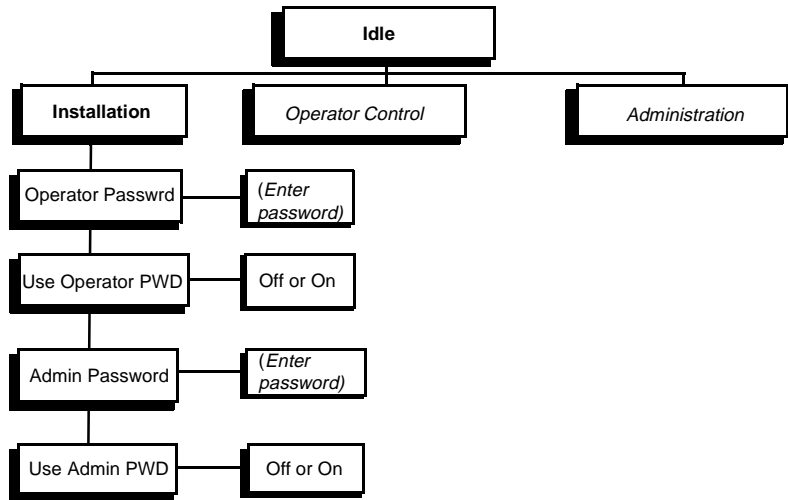 Idle
Installation
Operator Control
Administration
Operator Passwrd
(Enter
password)
Use Operator PWD
Off or On
Admin Password
(Enter
password)
Use Admin PWD
Off or On